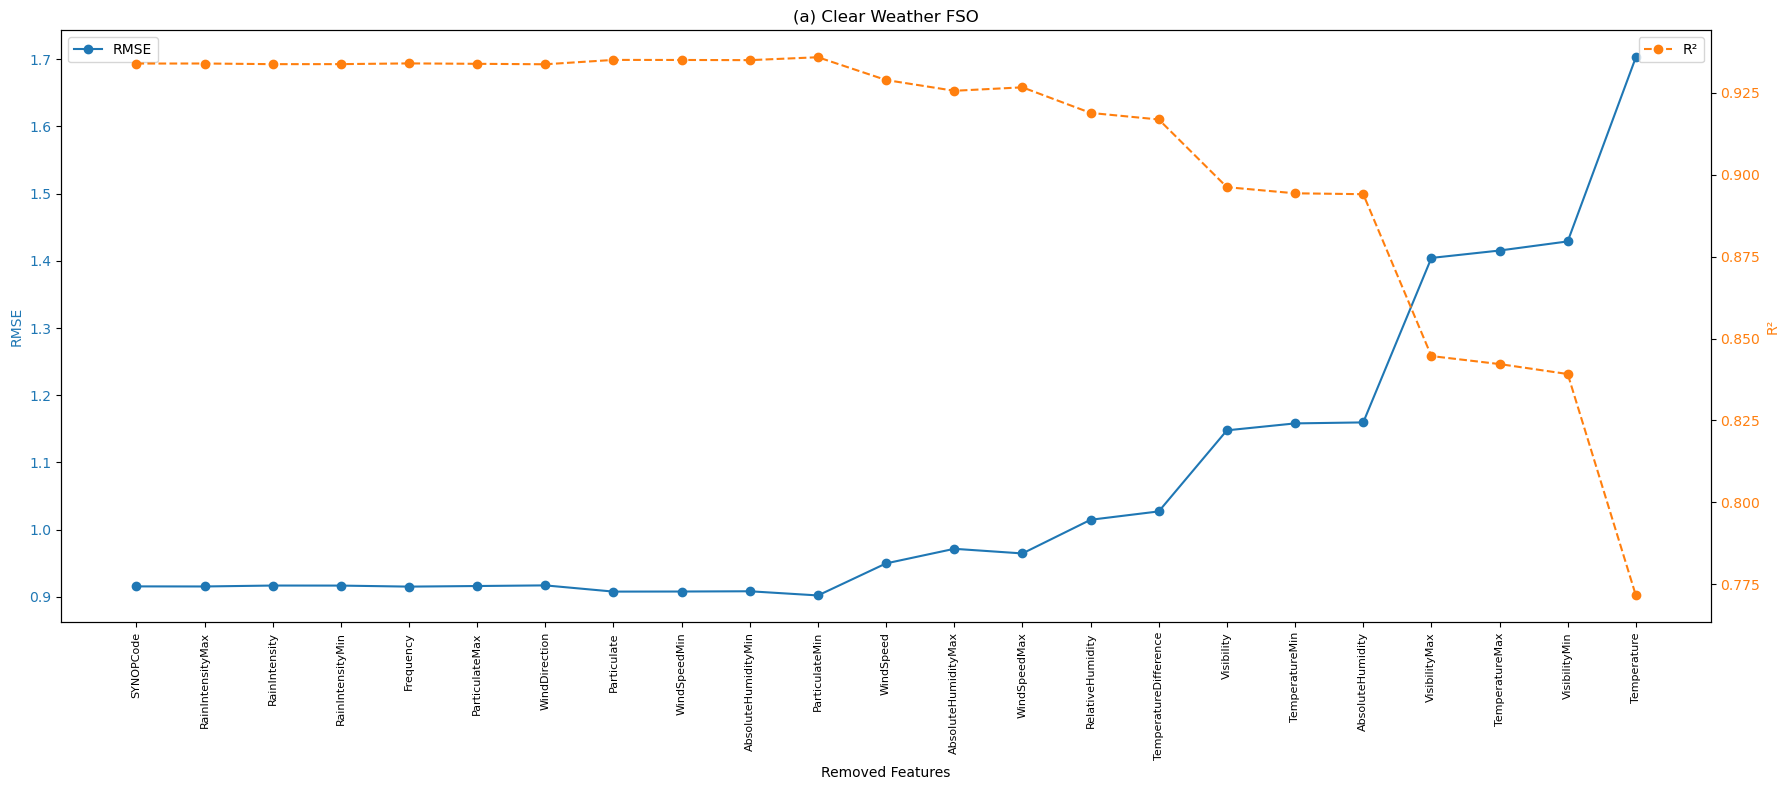 (a) Clear Weather FSO
RMSE
R²
1.7
1.6
1.5
1.4
1.3
1.2
1.1
1.0
0.9
RMSE
0.925
0.900
0.875
0.850
0.825
0.800
0.775
R²
SYNOPCode
RainIntensityMax
RainIntensity
RainIntensityMin
Frequency
ParticulateMax
WindDirection
Particulate
WindSpeedMin
AbsoluteHumidityMin
ParticulateMin
WindSpeed
AbsoluteHumidityMax
WindSpeedMax
RelativeHumidity
TemperatureDifference
Visibility
TemperatureMin
AbsoluteHumidity
VisibilityMax
TemperatureMax
VisibilityMin
Temperature
Removed Features